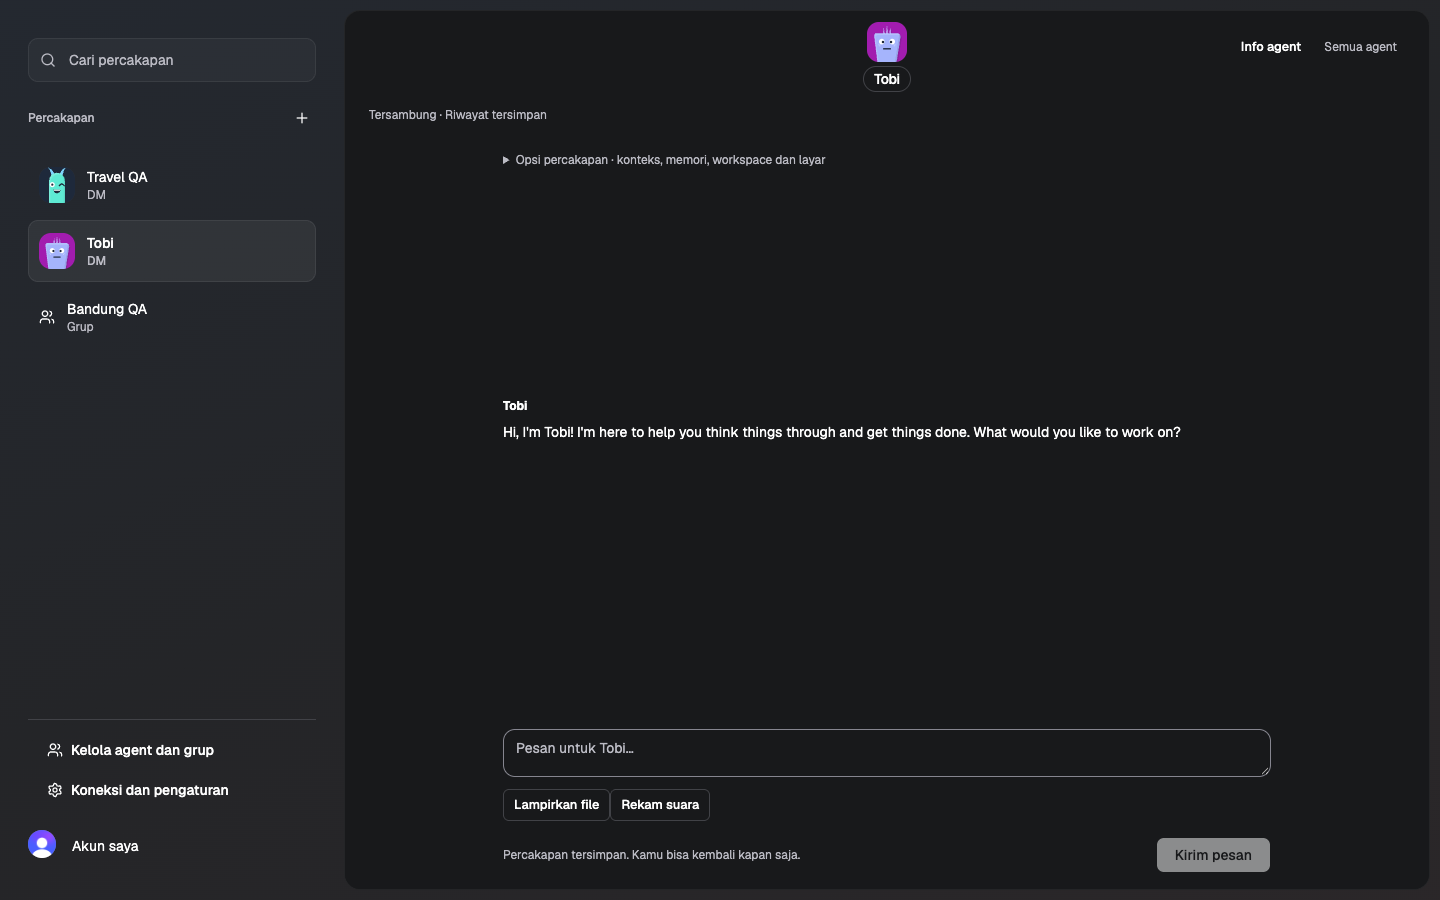 Cari percakapan
Percakapan
Travel QA
DM
Tobi
DM
Bandung QA
Grup
Kelola agent dan grup
Koneksi dan pengaturan
Akun saya
Tobi
Info agent
Semua agent
Tersambung · Riwayat tersimpan
Opsi percakapan · konteks, memori, workspace dan layar
Tobi
Hi, I'm Tobi! I'm here to help you think things through and get things done. What would you like to work on?
Pesan untuk Tobi...
Lampirkan file
Rekam suara
Percakapan tersimpan. Kamu bisa kembali kapan saja.
Kirim pesan